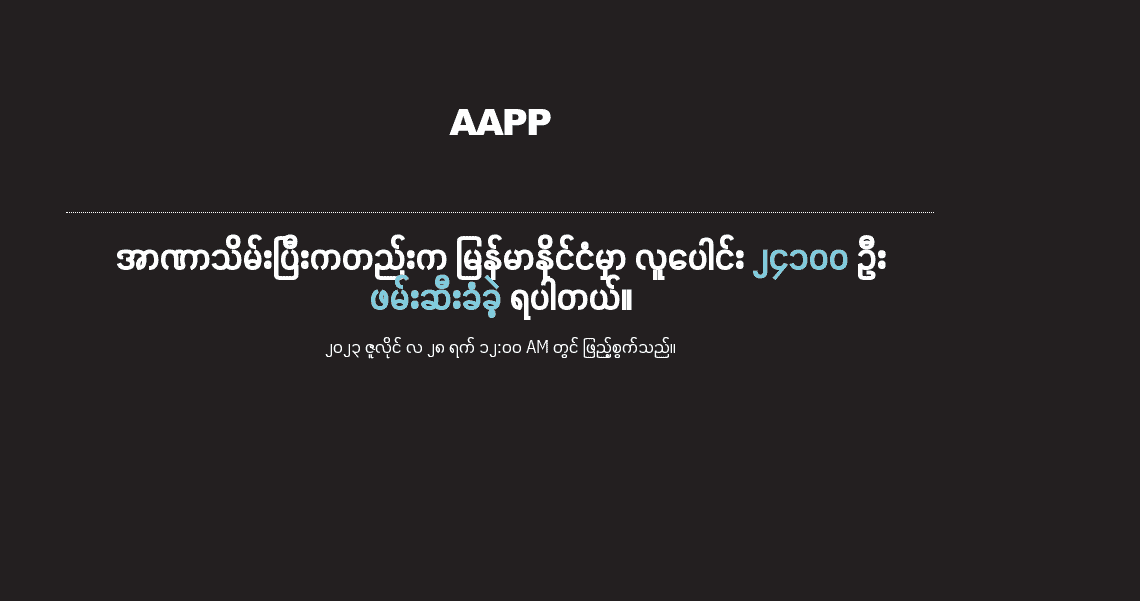 AAPP
အာဏာသိမ်းပြီးကတည်းက မြန်မာနိုင်ငံမှာ လူပေါင်း ၂၄၁၀၀ ဦး
ဖမ်းဆီးခံခဲ့ ရပါတယ်။
၂၀၂၃ ဇူလိုင် လ ၂၈ ရက် ၁၂:၀၀ AM တွင် ဖြည့်စွက်သည်။